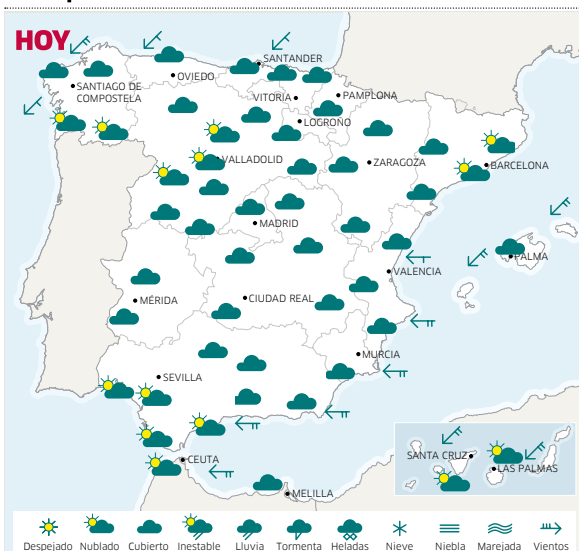 HOY
SANTANDER
OVIEDO
SANTIAGO DE
COMPOSTELA
VITORIA
PAMPLONA
LOGROÑO
VALLADOLID
ZARAGOZA
BARCELONA
MADRID
PALMA
VALENCIA
MÉRIDA
CIUDAD REAL
MURCIA
SEVILLA
CEUTA
MELILLA
SANTA CRUZ
LAS PALMAS
Despejado Nublado Cubierto Inestable Lluvia Tormenta Heladas Nieve Niebla Marejada Vientos